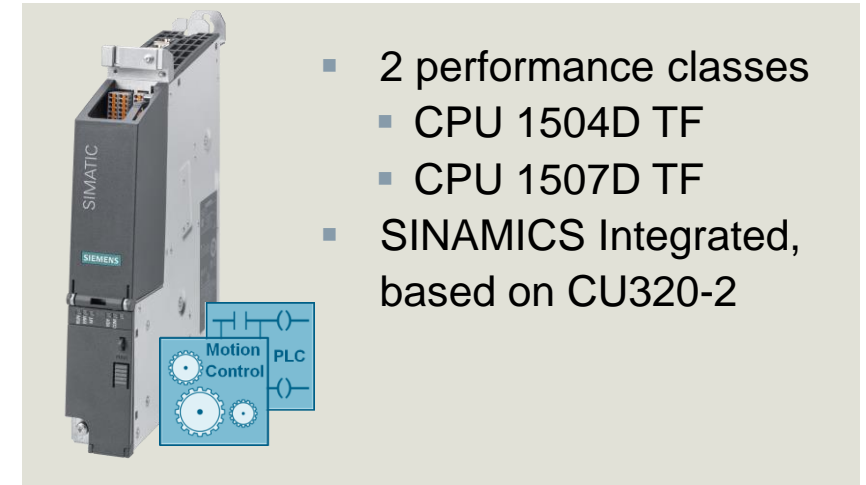 SIMATIC
SIEMENS
Motion
Control
PLC
▪ 2 performance classes
▪ CPU 1504D TF
▪ CPU 1507D TF
▪ SINAMICS Integrated,
based on CU320-2